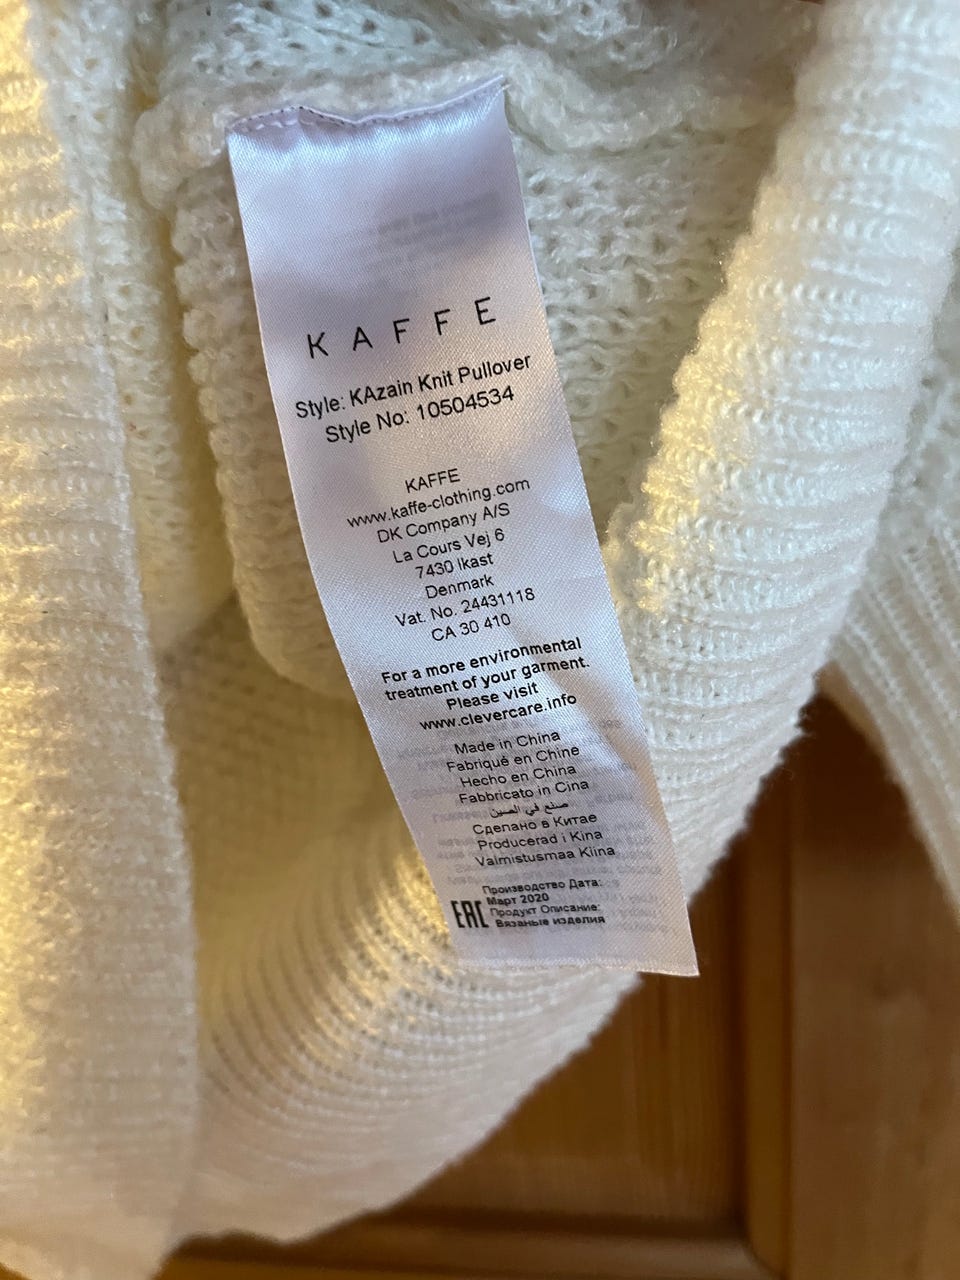 KAFFE
Style: KAzain Knit Pullover
Style No: 10504534
KAFFE
www.kaffe-clothing.com
DK Company A/S
La Cours Vej 6
7430 Ikast
Denmark
Vat. No. 24431118
CA 30 410
For a more environmental
treatment of your garment.
Please visit
www.clevercare.info
Made in China
Fabriqué en Chine
Hecho en China
Fabbricato in Cina
صنع في الصين
Сделано в Китае
Producerad i Kina
Valmistusmaa Kiina
Производство Дата:
Март 2020
EAC
Продукт Описание:
Вязаные изделия